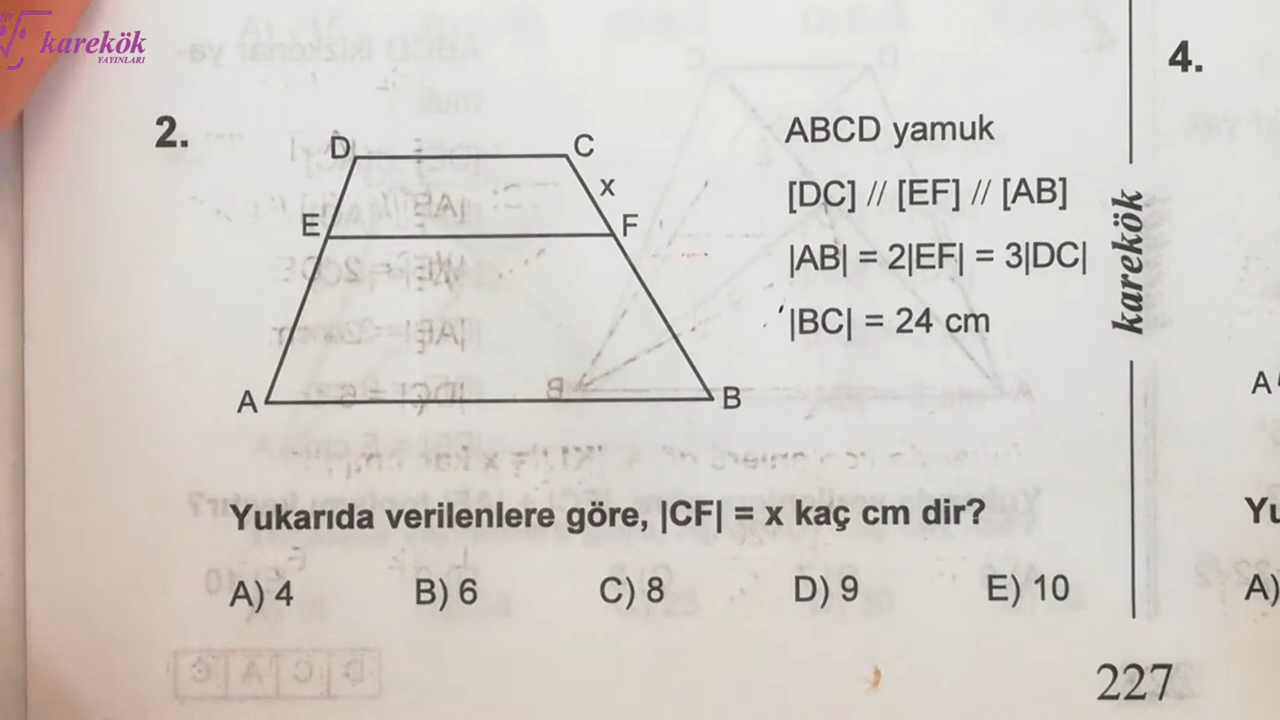 karekök
YAYINLARI
2.
D
C
x
E
F
A
B
ABCD yamuk
[DC] // [EF] // [AB]
|AB| = 2|EF| = 3|DC|
|BC| = 24 cm
Yukarıda verilenlere göre, |CF| = x kaç cm dir?
A) 4 B) 6 C) 8 D) 9 E) 10
karekök
227
4.
A
A)